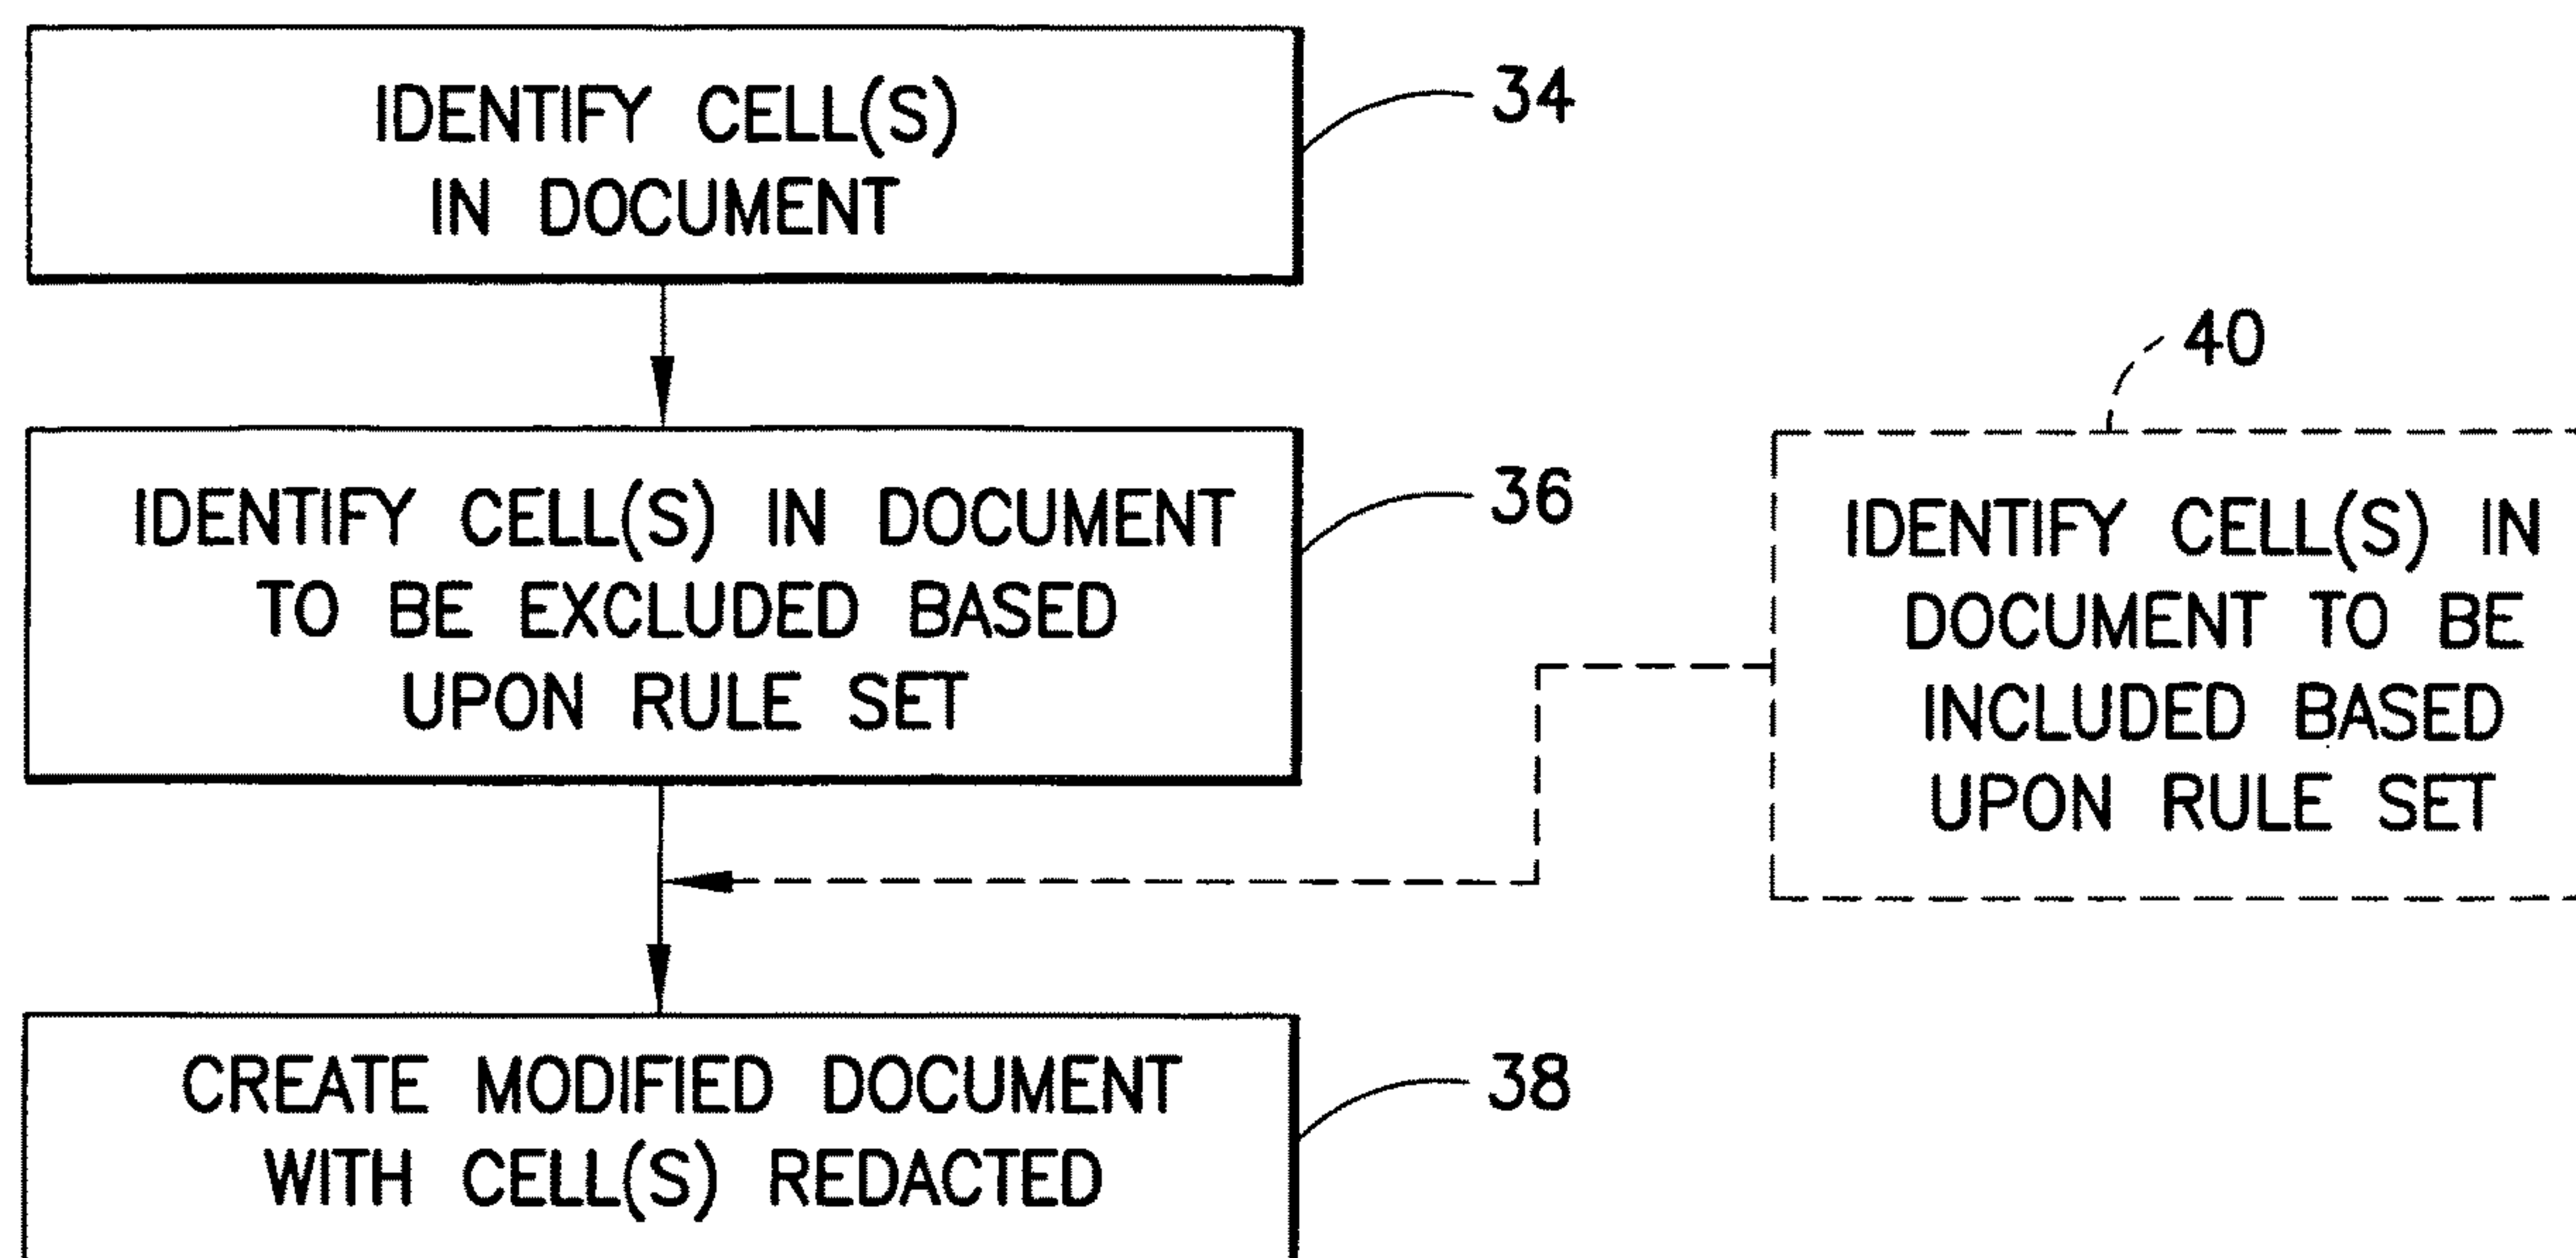 IDENTIFY CELL(S)
IN DOCUMENT
34
IDENTIFY CELL(S) IN DOCUMENT
TO BE EXCLUDED BASED
UPON RULE SET
36
40
IDENTIFY CELL(S) IN
DOCUMENT TO BE
INCLUDED BASED
UPON RULE SET
CREATE MODIFIED DOCUMENT
WITH CELL(S) REDACTED
38